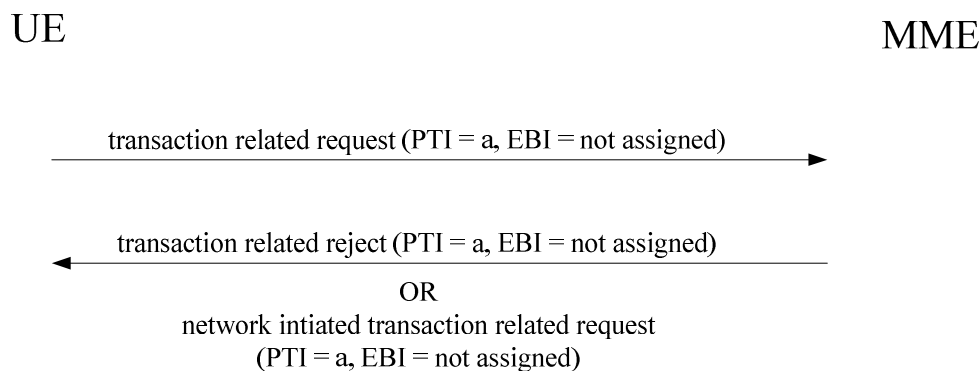 UE
MME
transaction related request (PTI = a, EBI = not assigned)
transaction related reject (PTI = a, EBI = not assigned)
OR
network intiated transaction related request
(PTI = a, EBI = not assigned)